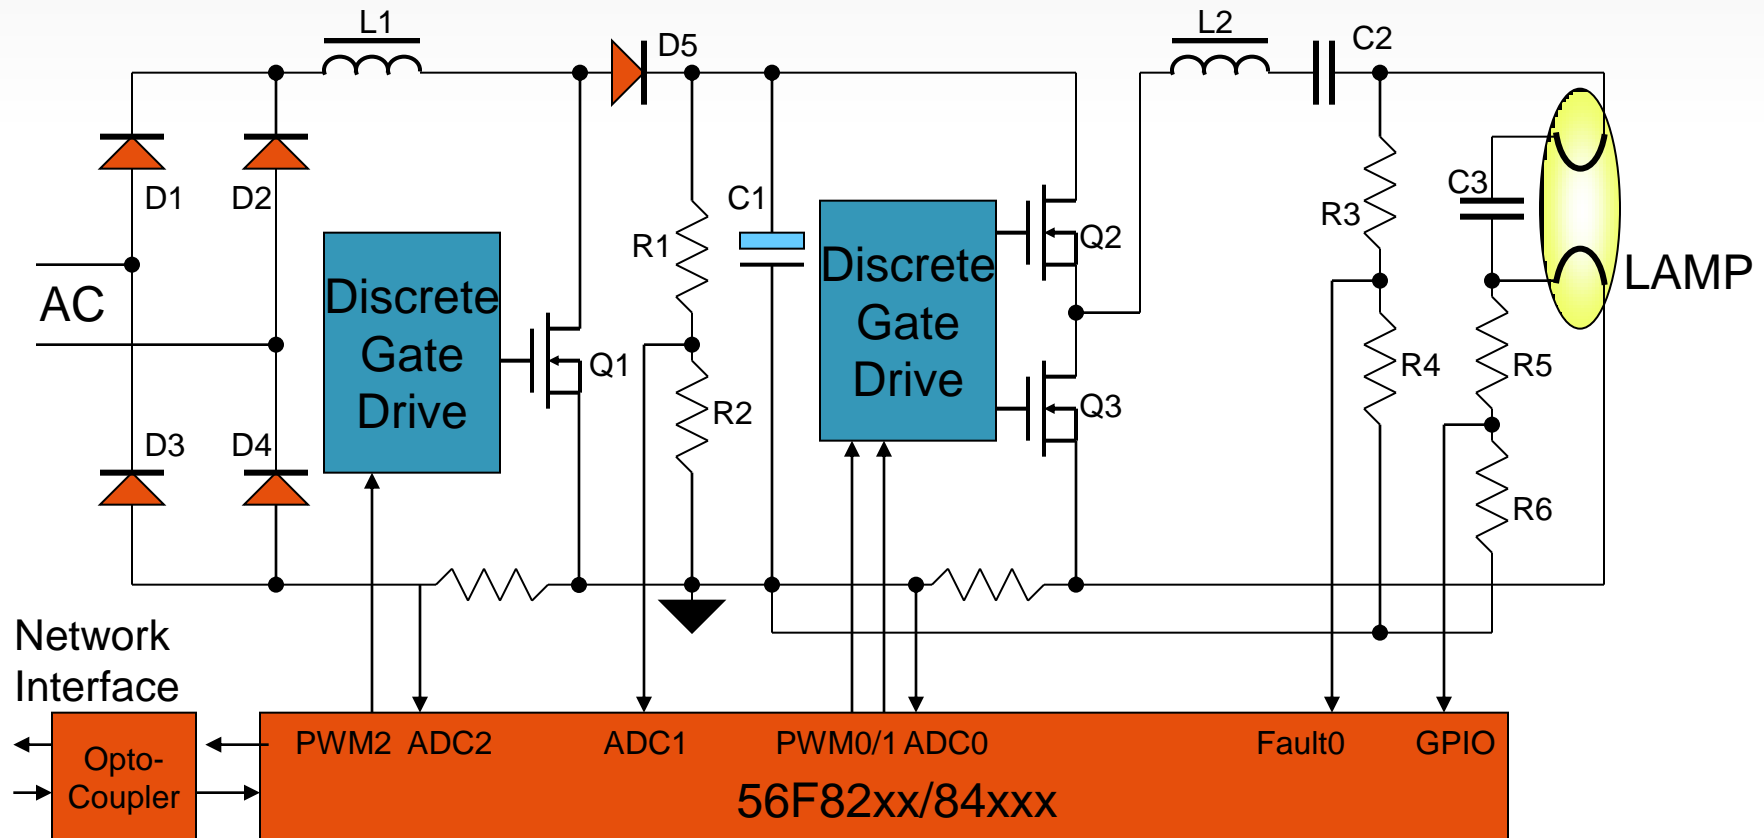 L1
D5
L2
C2
D1
D2
C1
R1
Q2
R3
C3
LAMP
AC
Discrete
Gate
Drive
Discrete
Gate
Drive
Q1
R2
Q3
R4
R5
D3
D4
R6
Network
Interface
Opto-
Coupler
PWM2
ADC2
ADC1
PWM0/1
ADC0
Fault0
GPIO
56F82xx/84xxx